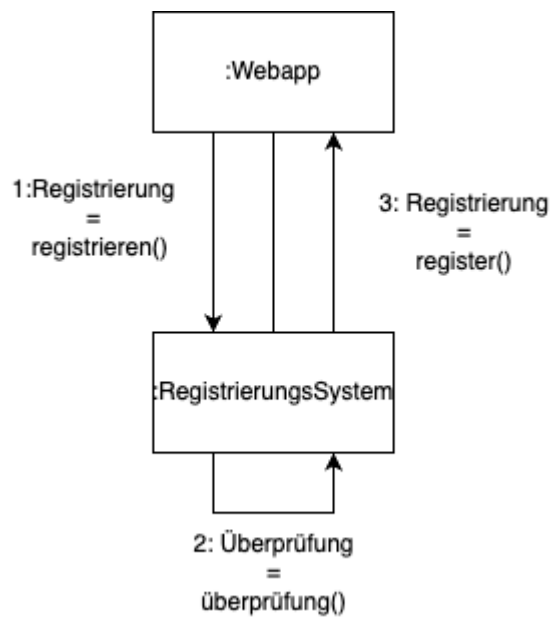 :Webapp
1:Registrierung
=
registrieren()
3: Registrierung
=
register()
:RegistrierungsSystem
2: Überprüfung
=
überprüfung()